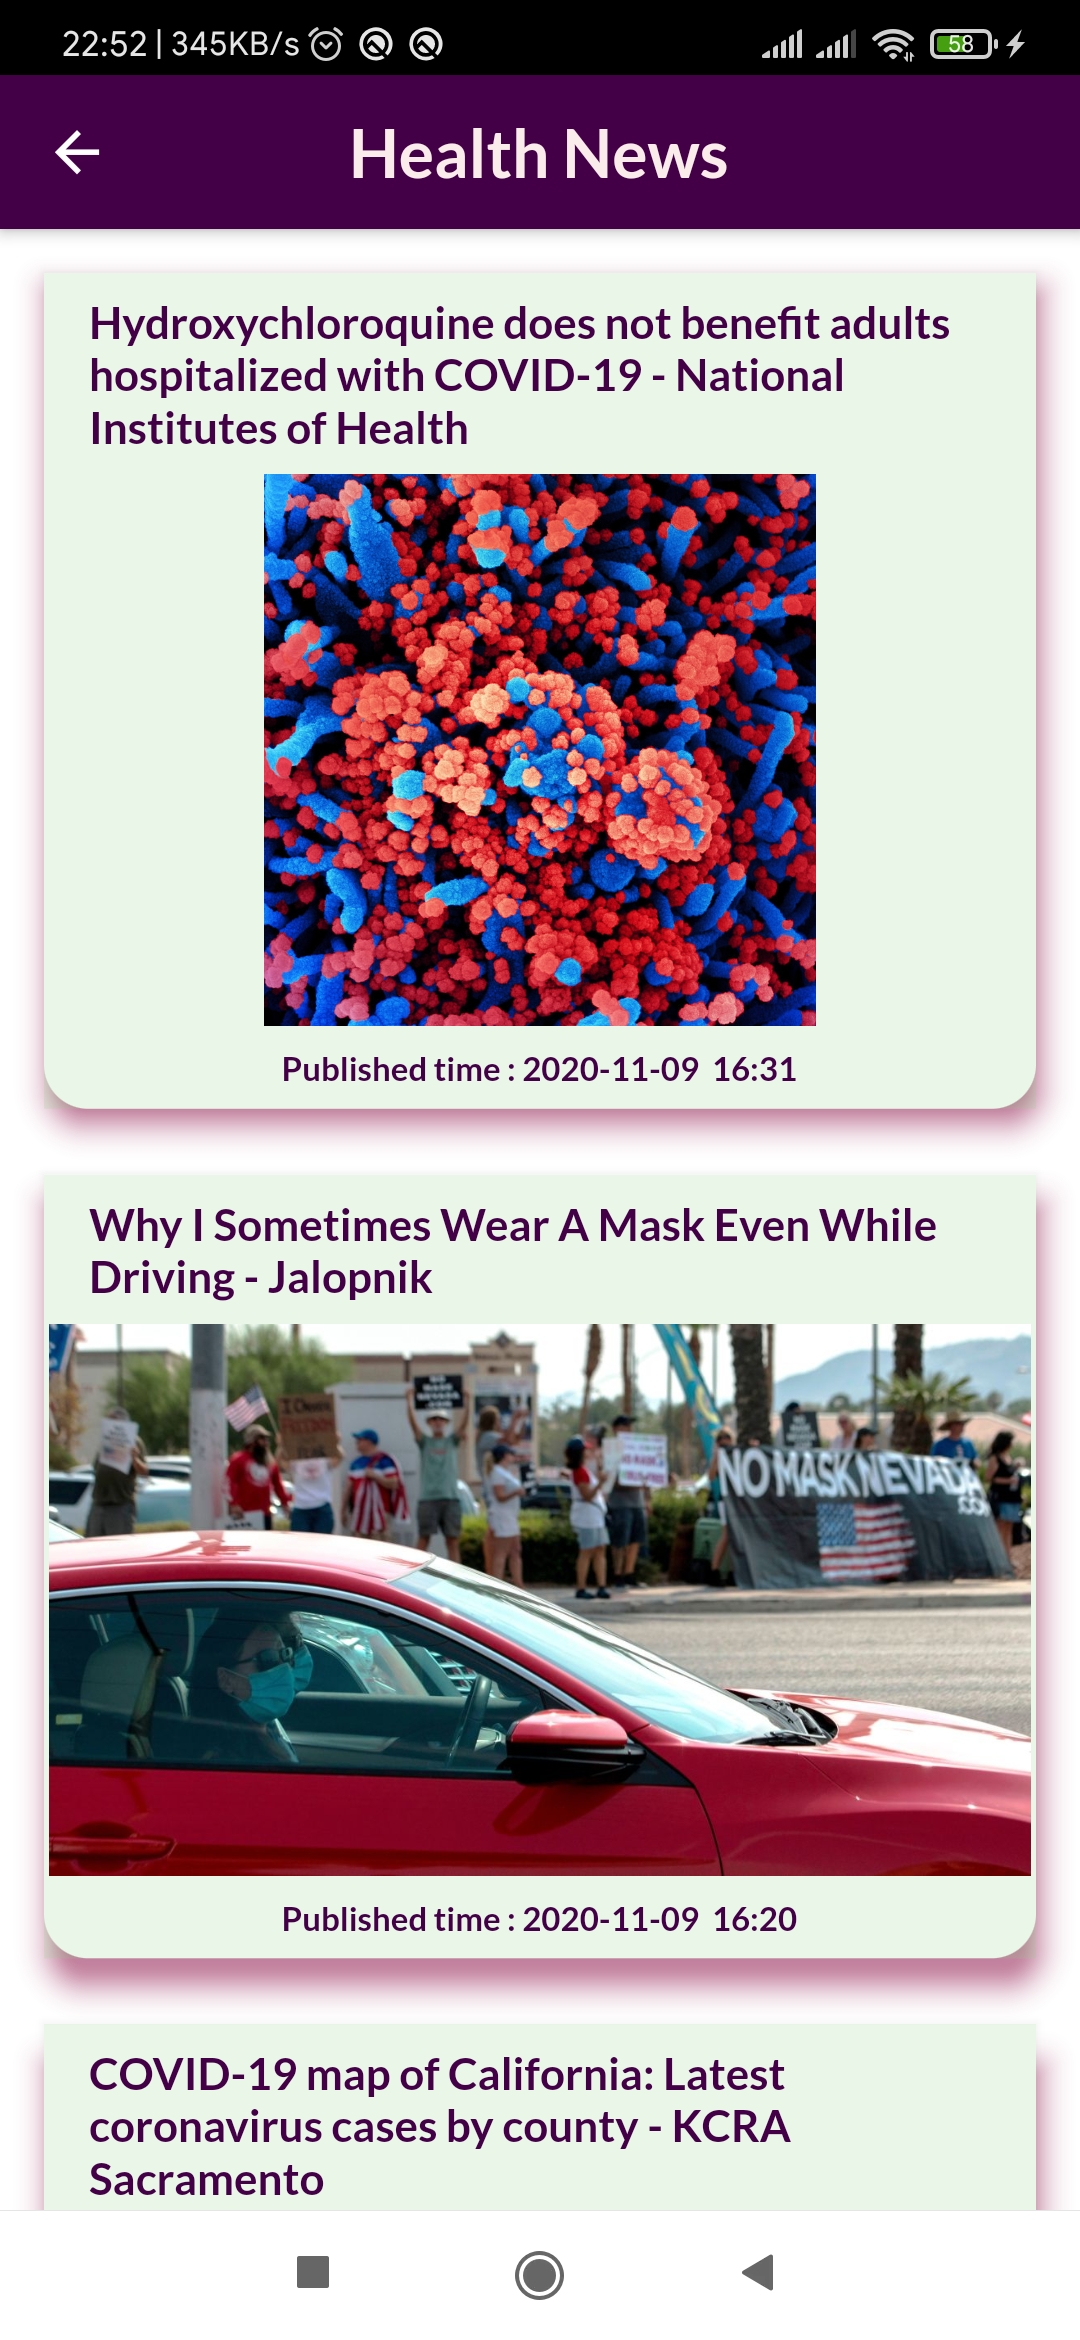 22:52 | 345KB/s
58
Health News
Hydroxychloroquine does not benefit adults
hospitalized with COVID-19 - National
Institutes of Health
Published time : 2020-11-09 16:31
Why I Sometimes Wear A Mask Even While
Driving - Jalopnik
NO MASK NEVADA
Published time : 2020-11-09 16:20
COVID-19 map of California: Latest
coronavirus cases by county - KCRA
Sacramento